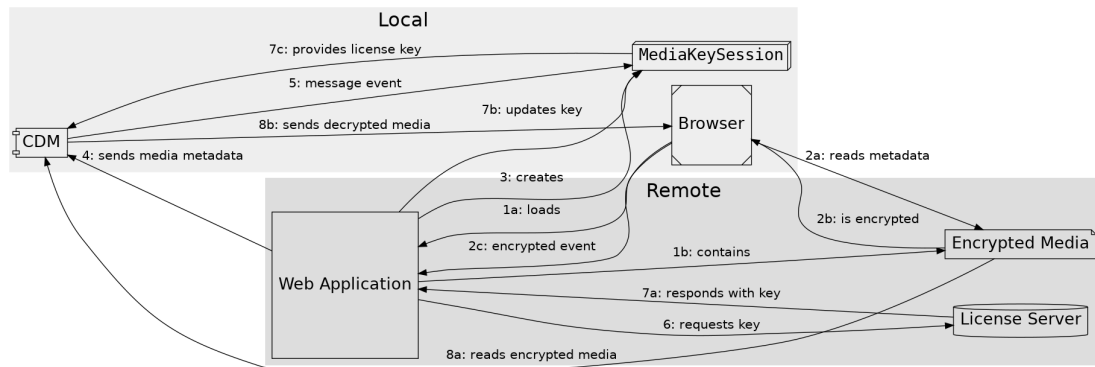 Local
7c: provides license key
MediaKeySession
5: message event
7b: updates key
Browser
8b: sends decrypted media
CDM
4: sends media metadata
2a: reads metadata
3: creates
Remote
1a: loads
2b: is encrypted
2c: encrypted event
Encrypted Media
1b: contains
Web Application
7a: responds with key
License Server
6: requests key
8a: reads encrypted media